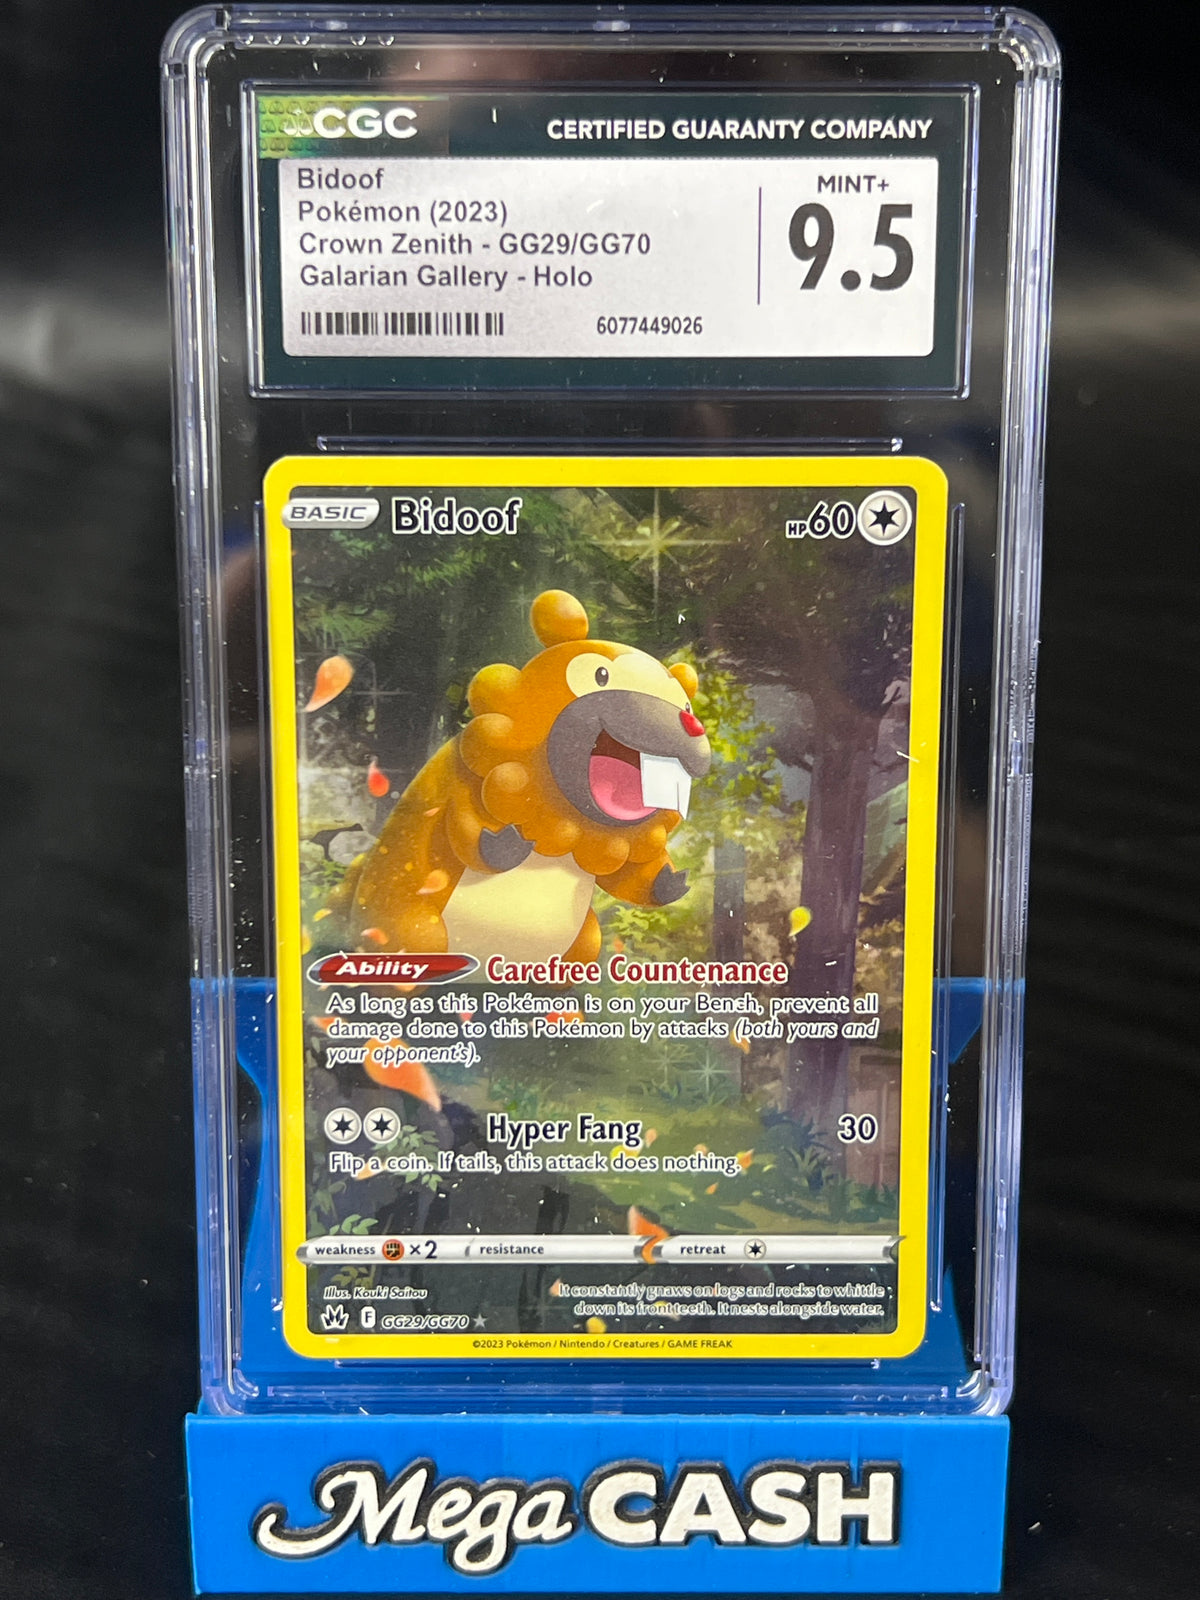 CGC
CERTIFIED GUARANTY COMPANY
Bidoof
Pokémon (2023)
Crown Zenith - GG29/GG70
Galarian Gallery - Holo
6077449026
MINT+
9.5
BASIC Bidoof HP60
Ability Carefree Countenance
As long as this Pokémon is on your Bench, prevent all
damage done to this Pokémon by attacks (both yours and
your opponent's).
Hyper Fang 30
Flip a coin. If tails, this attack does nothing.
weakness ×2 resistance retreat
Illus. Kouki Saitou
It constantly gnaws on logs and rocks to whittle
down its front teeth. It nests alongside water.
F GG29/GG70
©2023 Pokémon / Nintendo / Creatures / GAME FREAK
Mega CASH